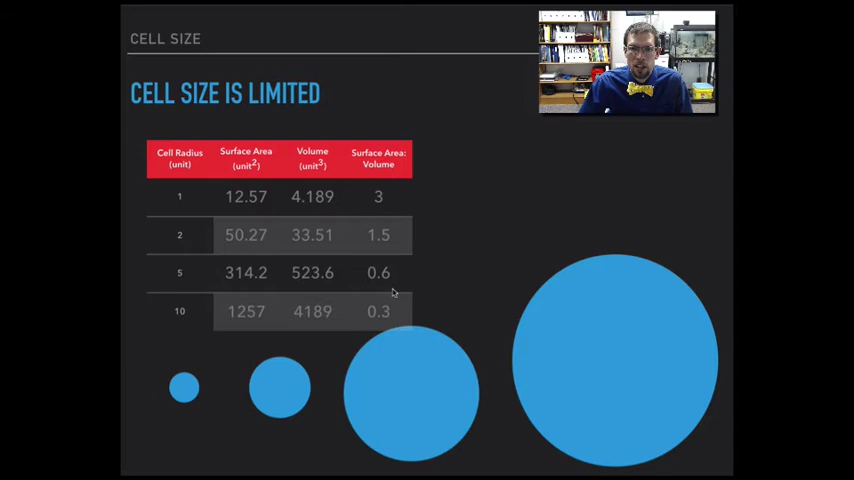 CELL SIZE
CELL SIZE IS LIMITED
Cell Radius (unit) Surface Area (unit2) Volume (unit3) Surface Area: Volume
1 12.57 4.189 3
2 50.27 33.51 1.5
5 314.2 523.6 0.6
10 1257 4189 0.3